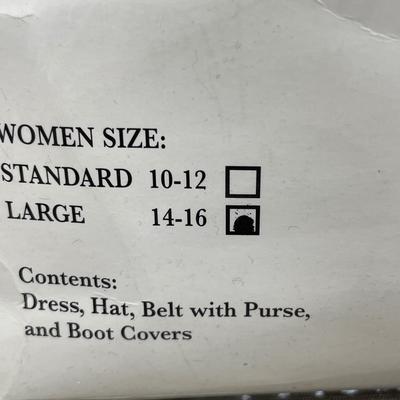 WOMEN SIZE:
STANDARD 10-12
LARGE 14-16
Contents:
Dress, Hat, Belt with Purse,
and Boot Covers